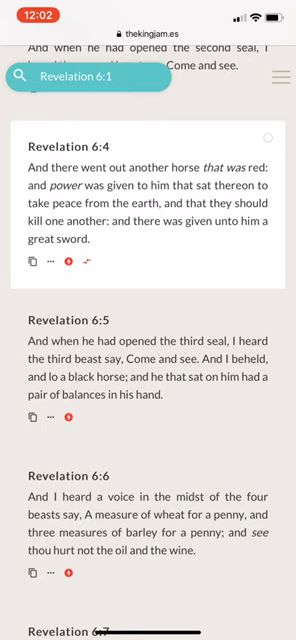 12:02
thekingjam.es
And when he had opened the second seal, I
Come and see.
Revelation 6:1
Revelation 6:4
And there went out another horse that was red:
and power was given to him that sat thereon to
take peace from the earth, and that they should
kill one another: and there was given unto him a
great sword.
Revelation 6:5
And when he had opened the third seal, I heard
the third beast say, Come and see. And I beheld,
and lo a black horse; and he that sat on him had a
pair of balances in his hand.
Revelation 6:6
And I heard a voice in the midst of the four
beasts say, A measure of wheat for a penny, and
three measures of barley for a penny; and see
thou hurt not the oil and the wine.
Revelation 6:7